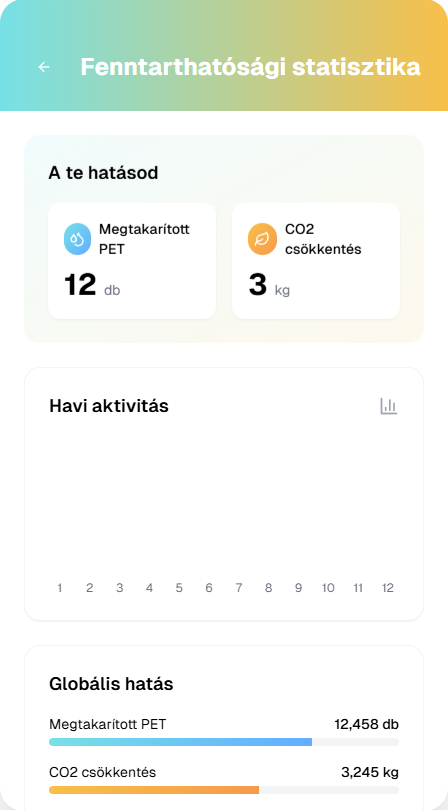 Fenntarthatósági statisztika
A te hatásod
Megtakarított
PET
12 db
CO2
csökkentés
3 kg
Havi aktivitás
1 2 3 4 5 6 7 8 9 10 11 12
Globális hatás
Megtakarított PET 12,458 db
CO2 csökkentés 3,245 kg